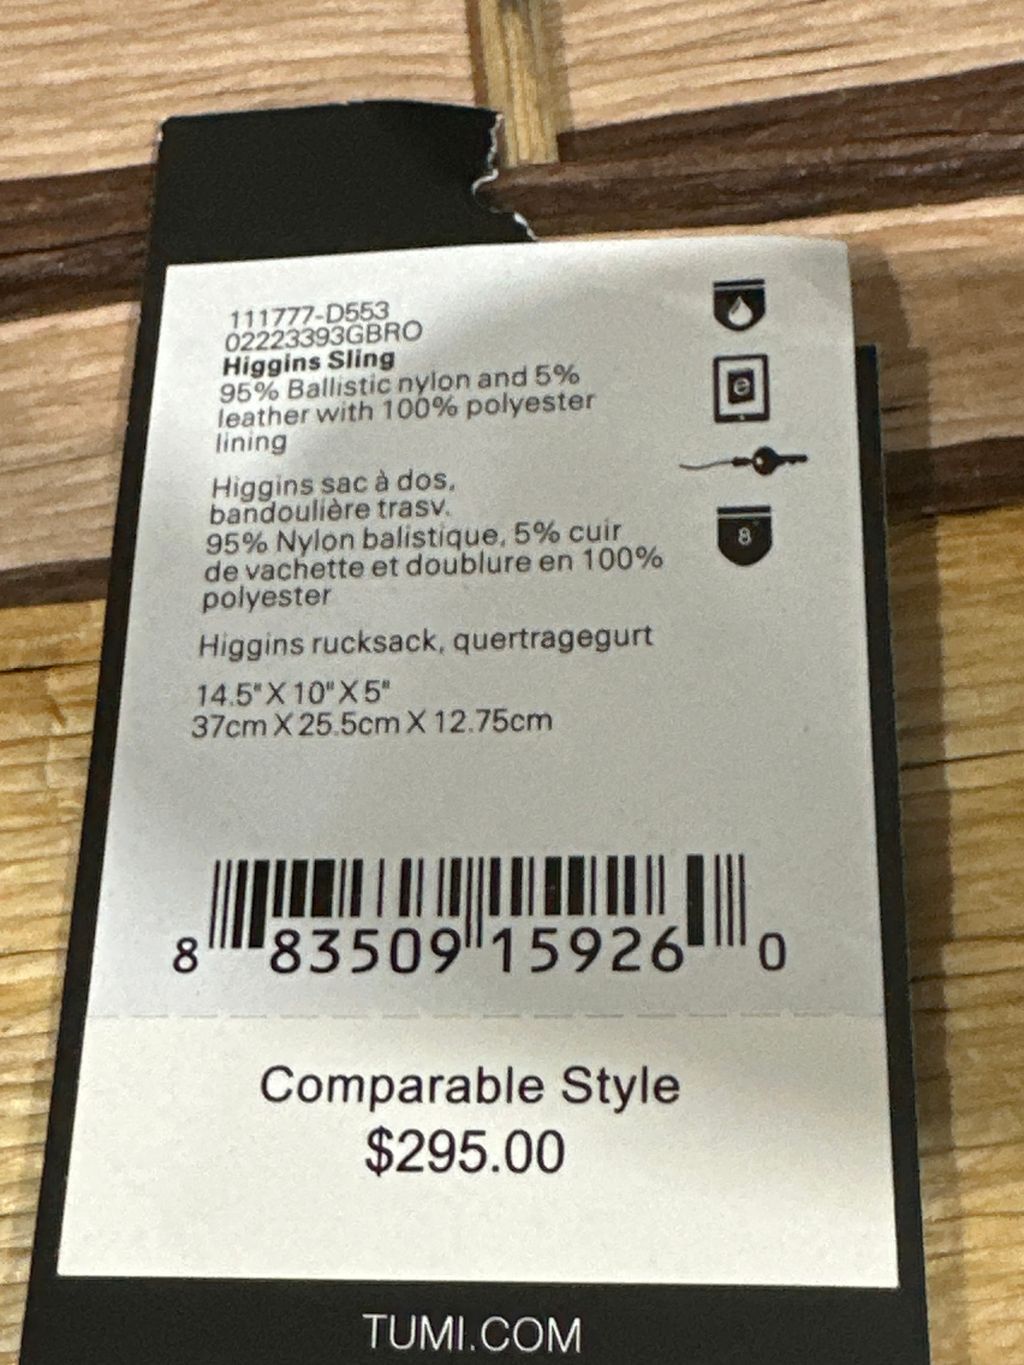 111777-D553
02223393GBRO
Higgins Sling
95% Ballistic nylon and 5%
leather with 100% polyester
lining
Higgins sac à dos,
bandoulière trasv.
95% Nylon balistique, 5% cuir
de vachette et doublure en 100%
polyester
Higgins rucksack, quertragegurt
14.5" X 10" X 5"
37cm X 25.5cm X 12.75cm
e
8
8 83509 15926 0
Comparable Style
$295.00
TUMI.COM